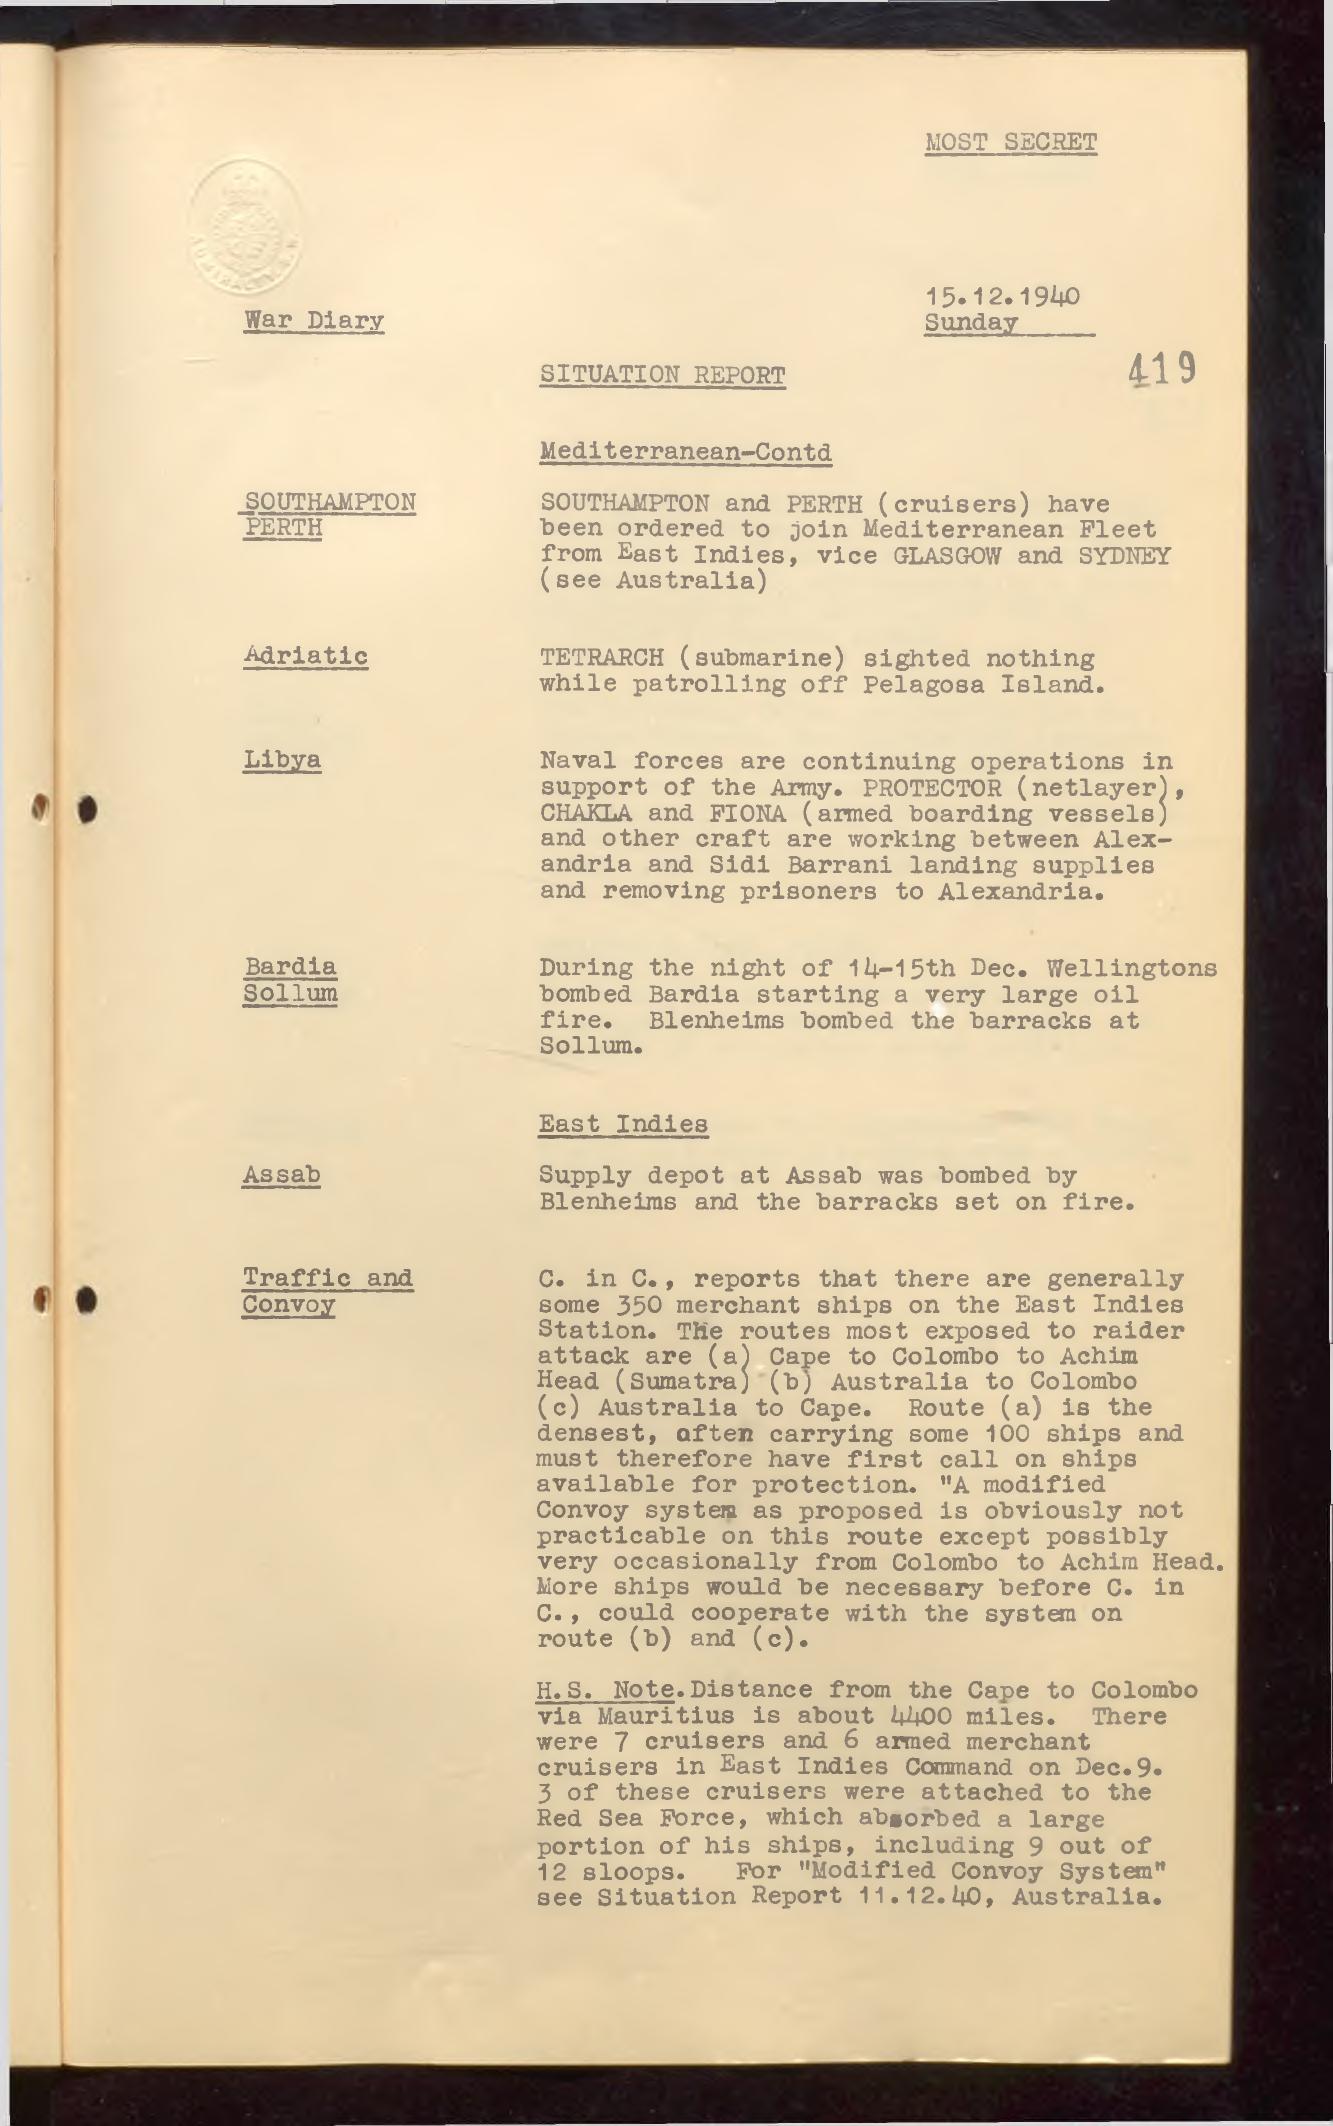 MOST SECRET
ADMIRALTY. S.W.
15.12.1940
War Diary
Sunday
SITUATION REPORT
419
Mediterranean-Contd
SOUTHAMPTON
PERTH
SOUTHAMPTON and PERTH (cruisers) have
been ordered to join Mediterranean Fleet
from East Indies, vice GLASGOW and SYDNEY
(see Australia)
Adriatic
TETRARCH (submarine) sighted nothing
while patrolling off Pelagosa Island.
Libya
Naval forces are continuing operations in
support of the Army. PROTECTOR (netlayer),
CHAKLA and FIONA (armed boarding vessels)
and other craft are working between Alex-
andria and Sidi Barrani landing supplies
and removing prisoners to Alexandria.
Bardia
Sollum
During the night of 14-15th Dec. Wellingtons
bombed Bardia starting a very large oil
fire. Blenheims bombed the barracks at
Sollum.
East Indies
Assab
Supply depot at Assab was bombed by
Blenheims and the barracks set on fire.
Traffic and
Convoy
C. in C., reports that there are generally
some 350 merchant ships on the East Indies
Station. The routes most exposed to raider
attack are (a) Cape to Colombo to Achim
Head (Sumatra) (b) Australia to Colombo
(c) Australia to Cape. Route (a) is the
densest, often carrying some 100 ships and
must therefore have first call on ships
available for protection. "A modified
Convoy system as proposed is obviously not
practicable on this route except possibly
very occasionally from Colombo to Achim Head.
More ships would be necessary before C. in
C., could cooperate with the system on
route (b) and (c).
H.S. Note. Distance from the Cape to Colombo
via Mauritius is about 4400 miles. There
were 7 cruisers and 6 armed merchant
cruisers in East Indies Command on Dec.9.
3 of these cruisers were attached to the
Red Sea Force, which absorbed a large
portion of his ships, including 9 out of
12 sloops. For "Modified Convoy System"
see Situation Report 11.12.40, Australia.